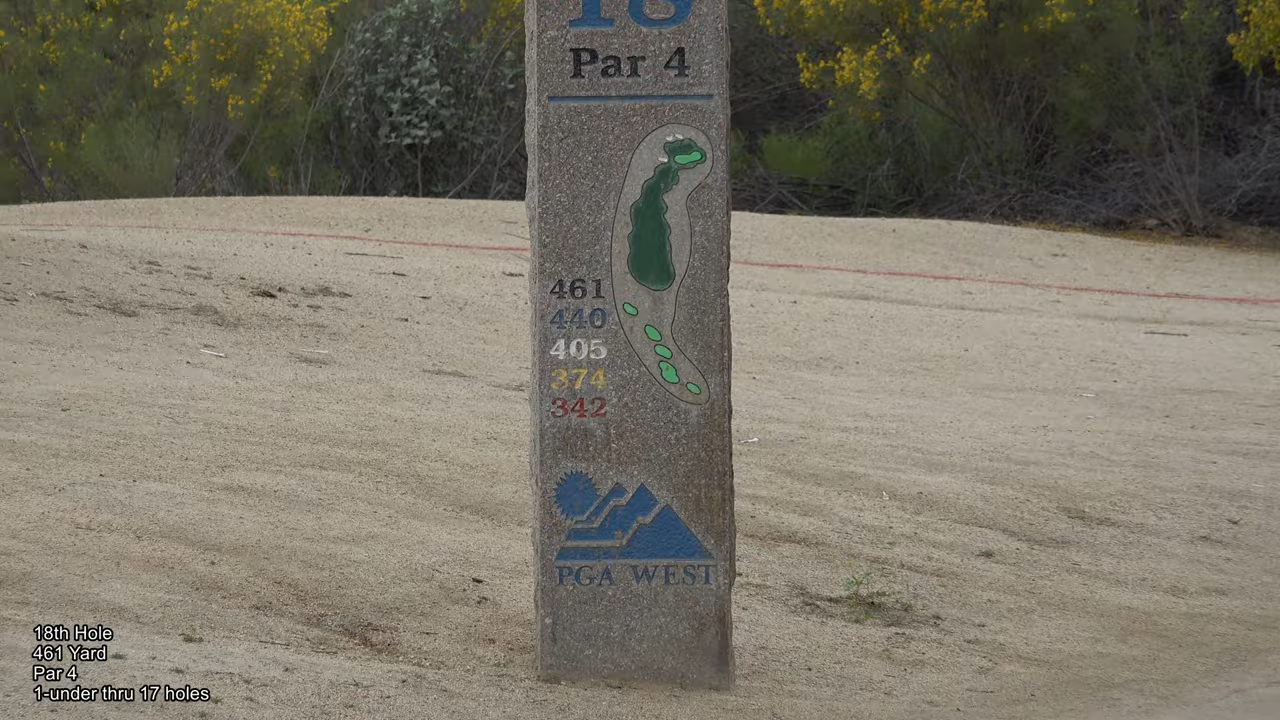 18
Par 4
461
440
405
374
342
PGA WEST
18th Hole
461 Yard
Par 4
1-under thru 17 holes